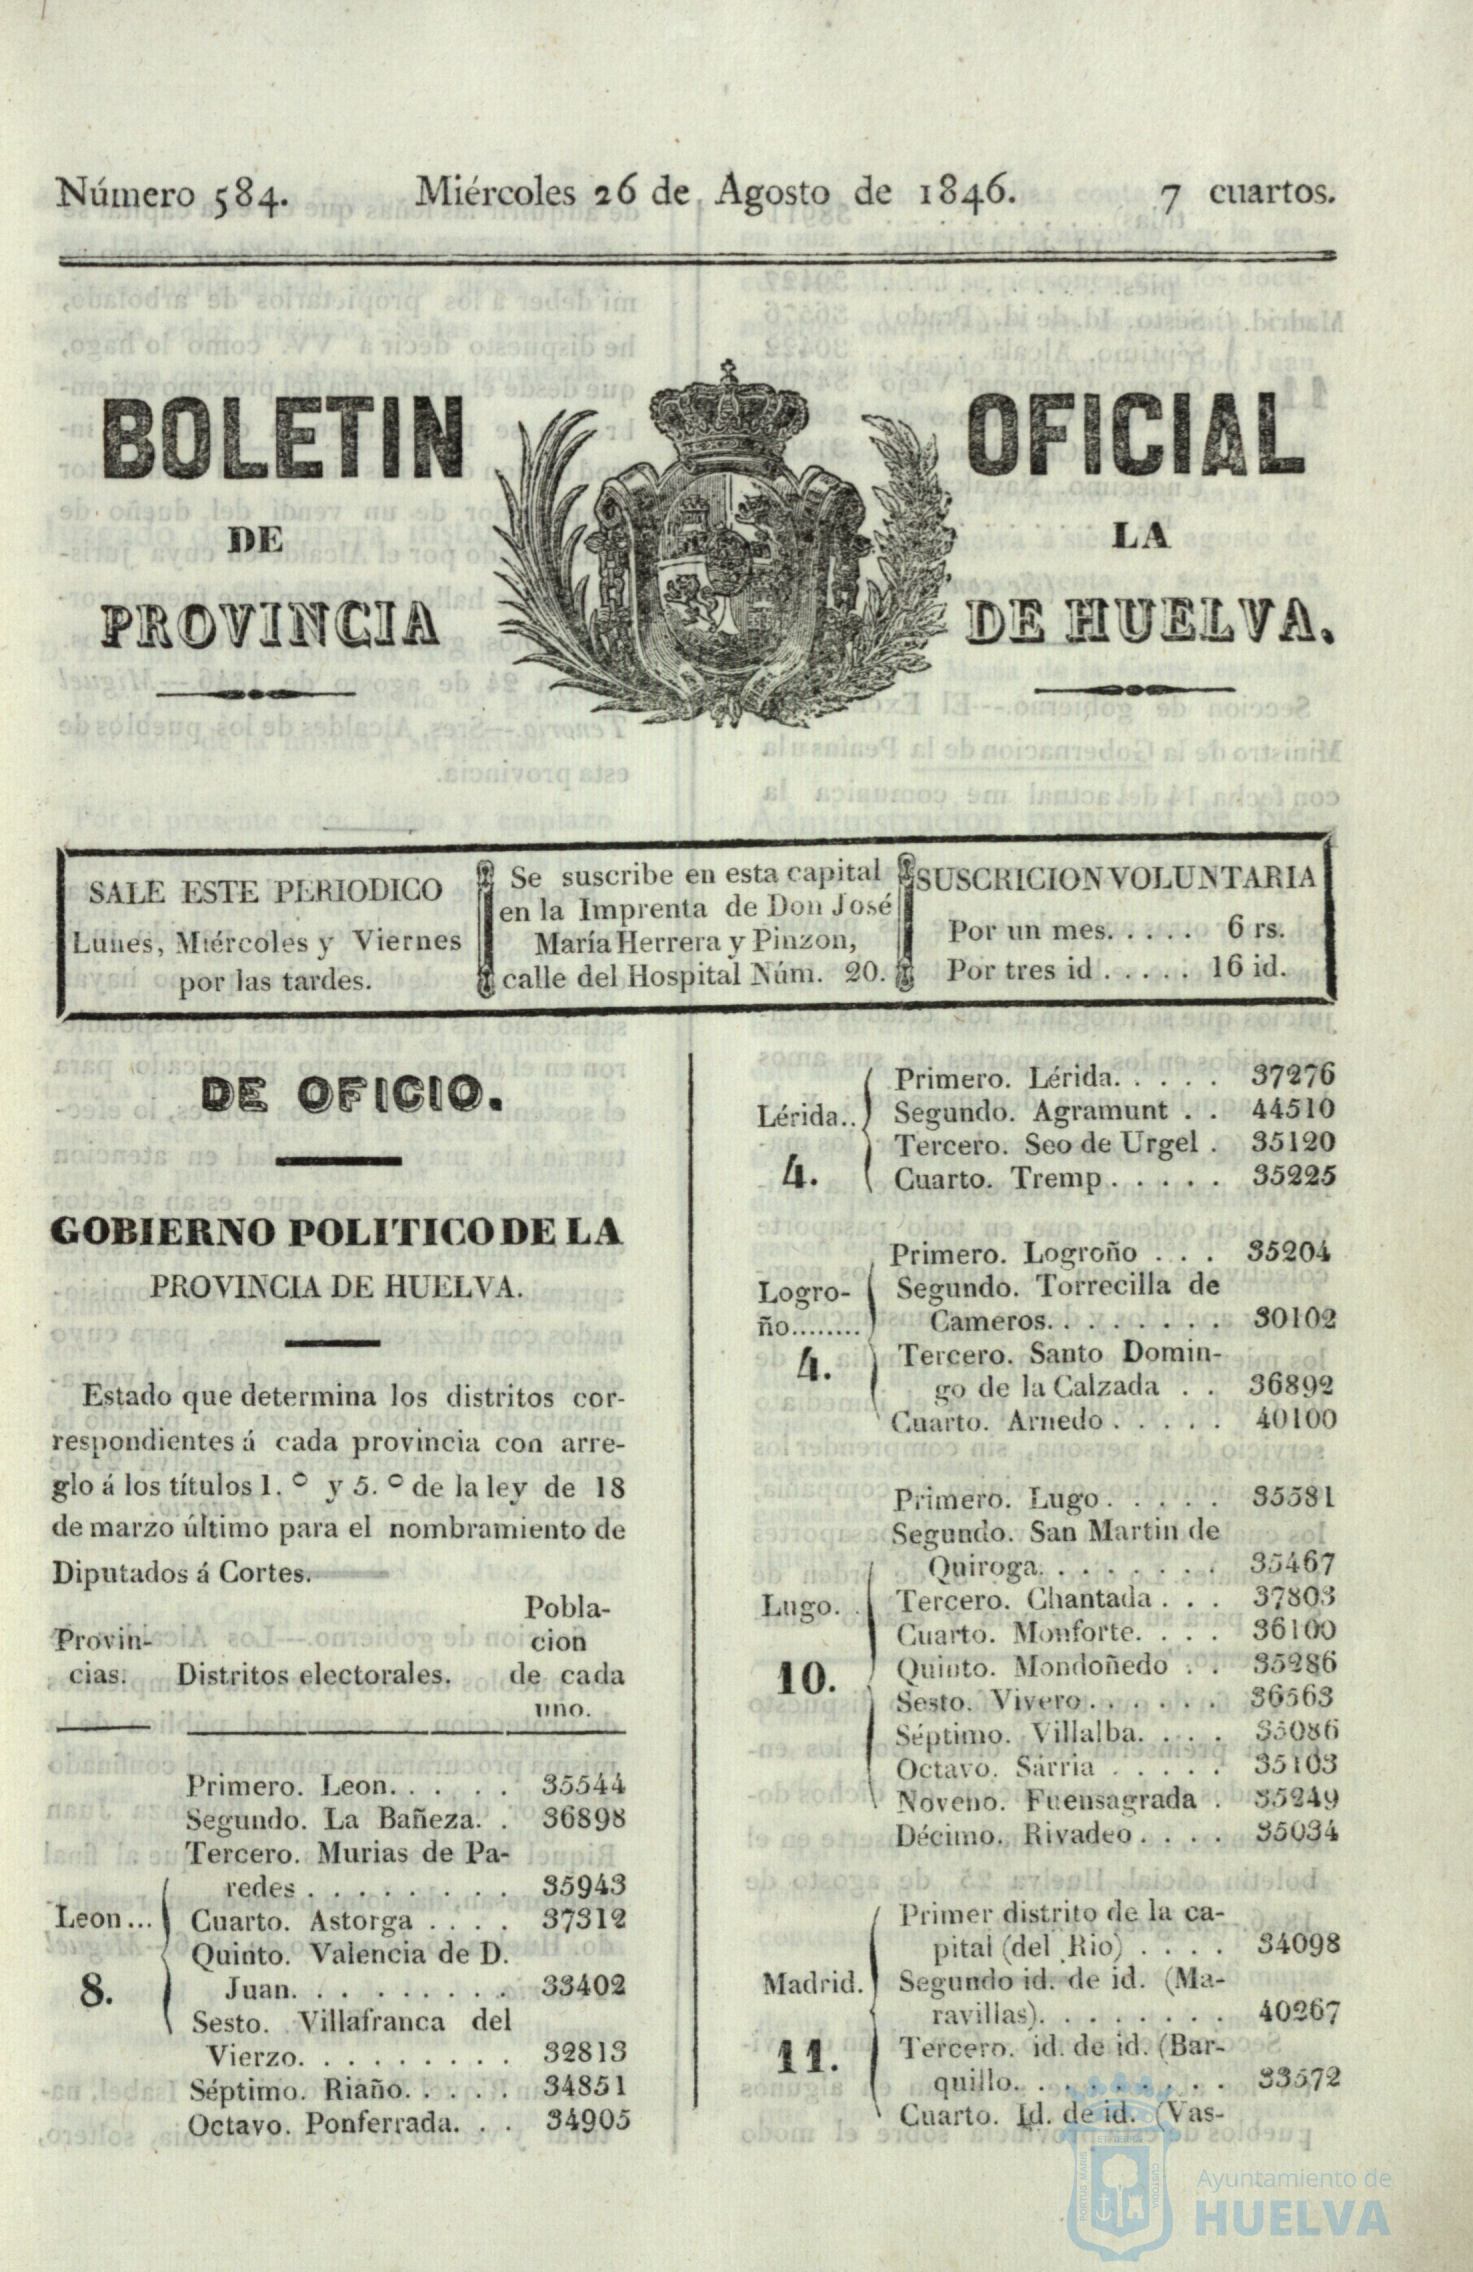 Número 584. Miércoles 26 de Agosto de 1846. 7 cuartos.
BOLETIN OFICIAL
DE LA
PROVINCIA DE HUELVA.
SALE ESTE PERIODICO
Lunes, Miércoles y Viernes
por las tardes.
Se suscribe en esta capital
en la Imprenta de Don José
María Herrera y Pinzon,
calle del Hospital Núm. 20.
SUSCRICION VOLUNTARIA
Por un mes. . . . . 6 rs.
Por tres id . . . . . 16 id.
DE OFICIO.
GOBIERNO POLITICO DE LA
PROVINCIA DE HUELVA.
Estado que determina los distritos cor-
respondientes á cada provincia con arre-
glo á los títulos 1.º y 5.º de la ley de 18
de marzo último para el nombramiento de
Diputados á Cortes.
Provin-
cias. Distritos electorales. Pobla-
cion
de cada
uno.
Leon...
8.
Primero. Leon. . . . . 35544
Segundo. La Bañeza. . 36898
Tercero. Murias de Pa-
redes . . . . . . . . 35943
Cuarto. Astorga . . . . 37312
Quinto. Valencia de D.
Juan. . . . . . . . . 33402
Sesto. Villafranca del
Vierzo. . . . . . . . . 32813
Séptimo. Riaño. . . . . 34851
Octavo. Ponferrada. . . 34905
Lérida..
4.
Primero. Lérida. . . . . 37276
Segundo. Agramunt . . 44510
Tercero. Seo de Urgel . 35120
Cuarto. Tremp . . . . . 35225
Logro-
ño........
4.
Primero. Logroño . . . 35204
Segundo. Torrecilla de
Cameros. . . . . . . . 30102
Tercero. Santo Domin-
go de la Calzada . . 36892
Cuarto. Arnedo . . . . . 40100
Lugo. .
10.
Primero. Lugo. . . . . 35581
Segundo. San Martin de
Quiroga. . . . . . . . 35467
Tercero. Chantada . . . 37803
Cuarto. Monforte. . . . 36100
Quinto. Mondoñedo . . 35286
Sesto. Vivero . . . . . . 36563
Séptimo. Villalba. . . . 35086
Octavo. Sarria . . . . . 35103
Noveno. Fuensagrada . 35249
Décimo. Rivadeo . . . . 35034
Madrid.
11.
Primer distrito de la ca-
pital (del Rio) . . . . 34098
Segundo id. de id. (Ma-
ravillas). . . . . . . . 40267
Tercero. id. de id. (Bar-
quillo. . . . . . . . . 33572
Cuarto. Id. de id. (Vas-
Ayuntamiento de
HUELVA